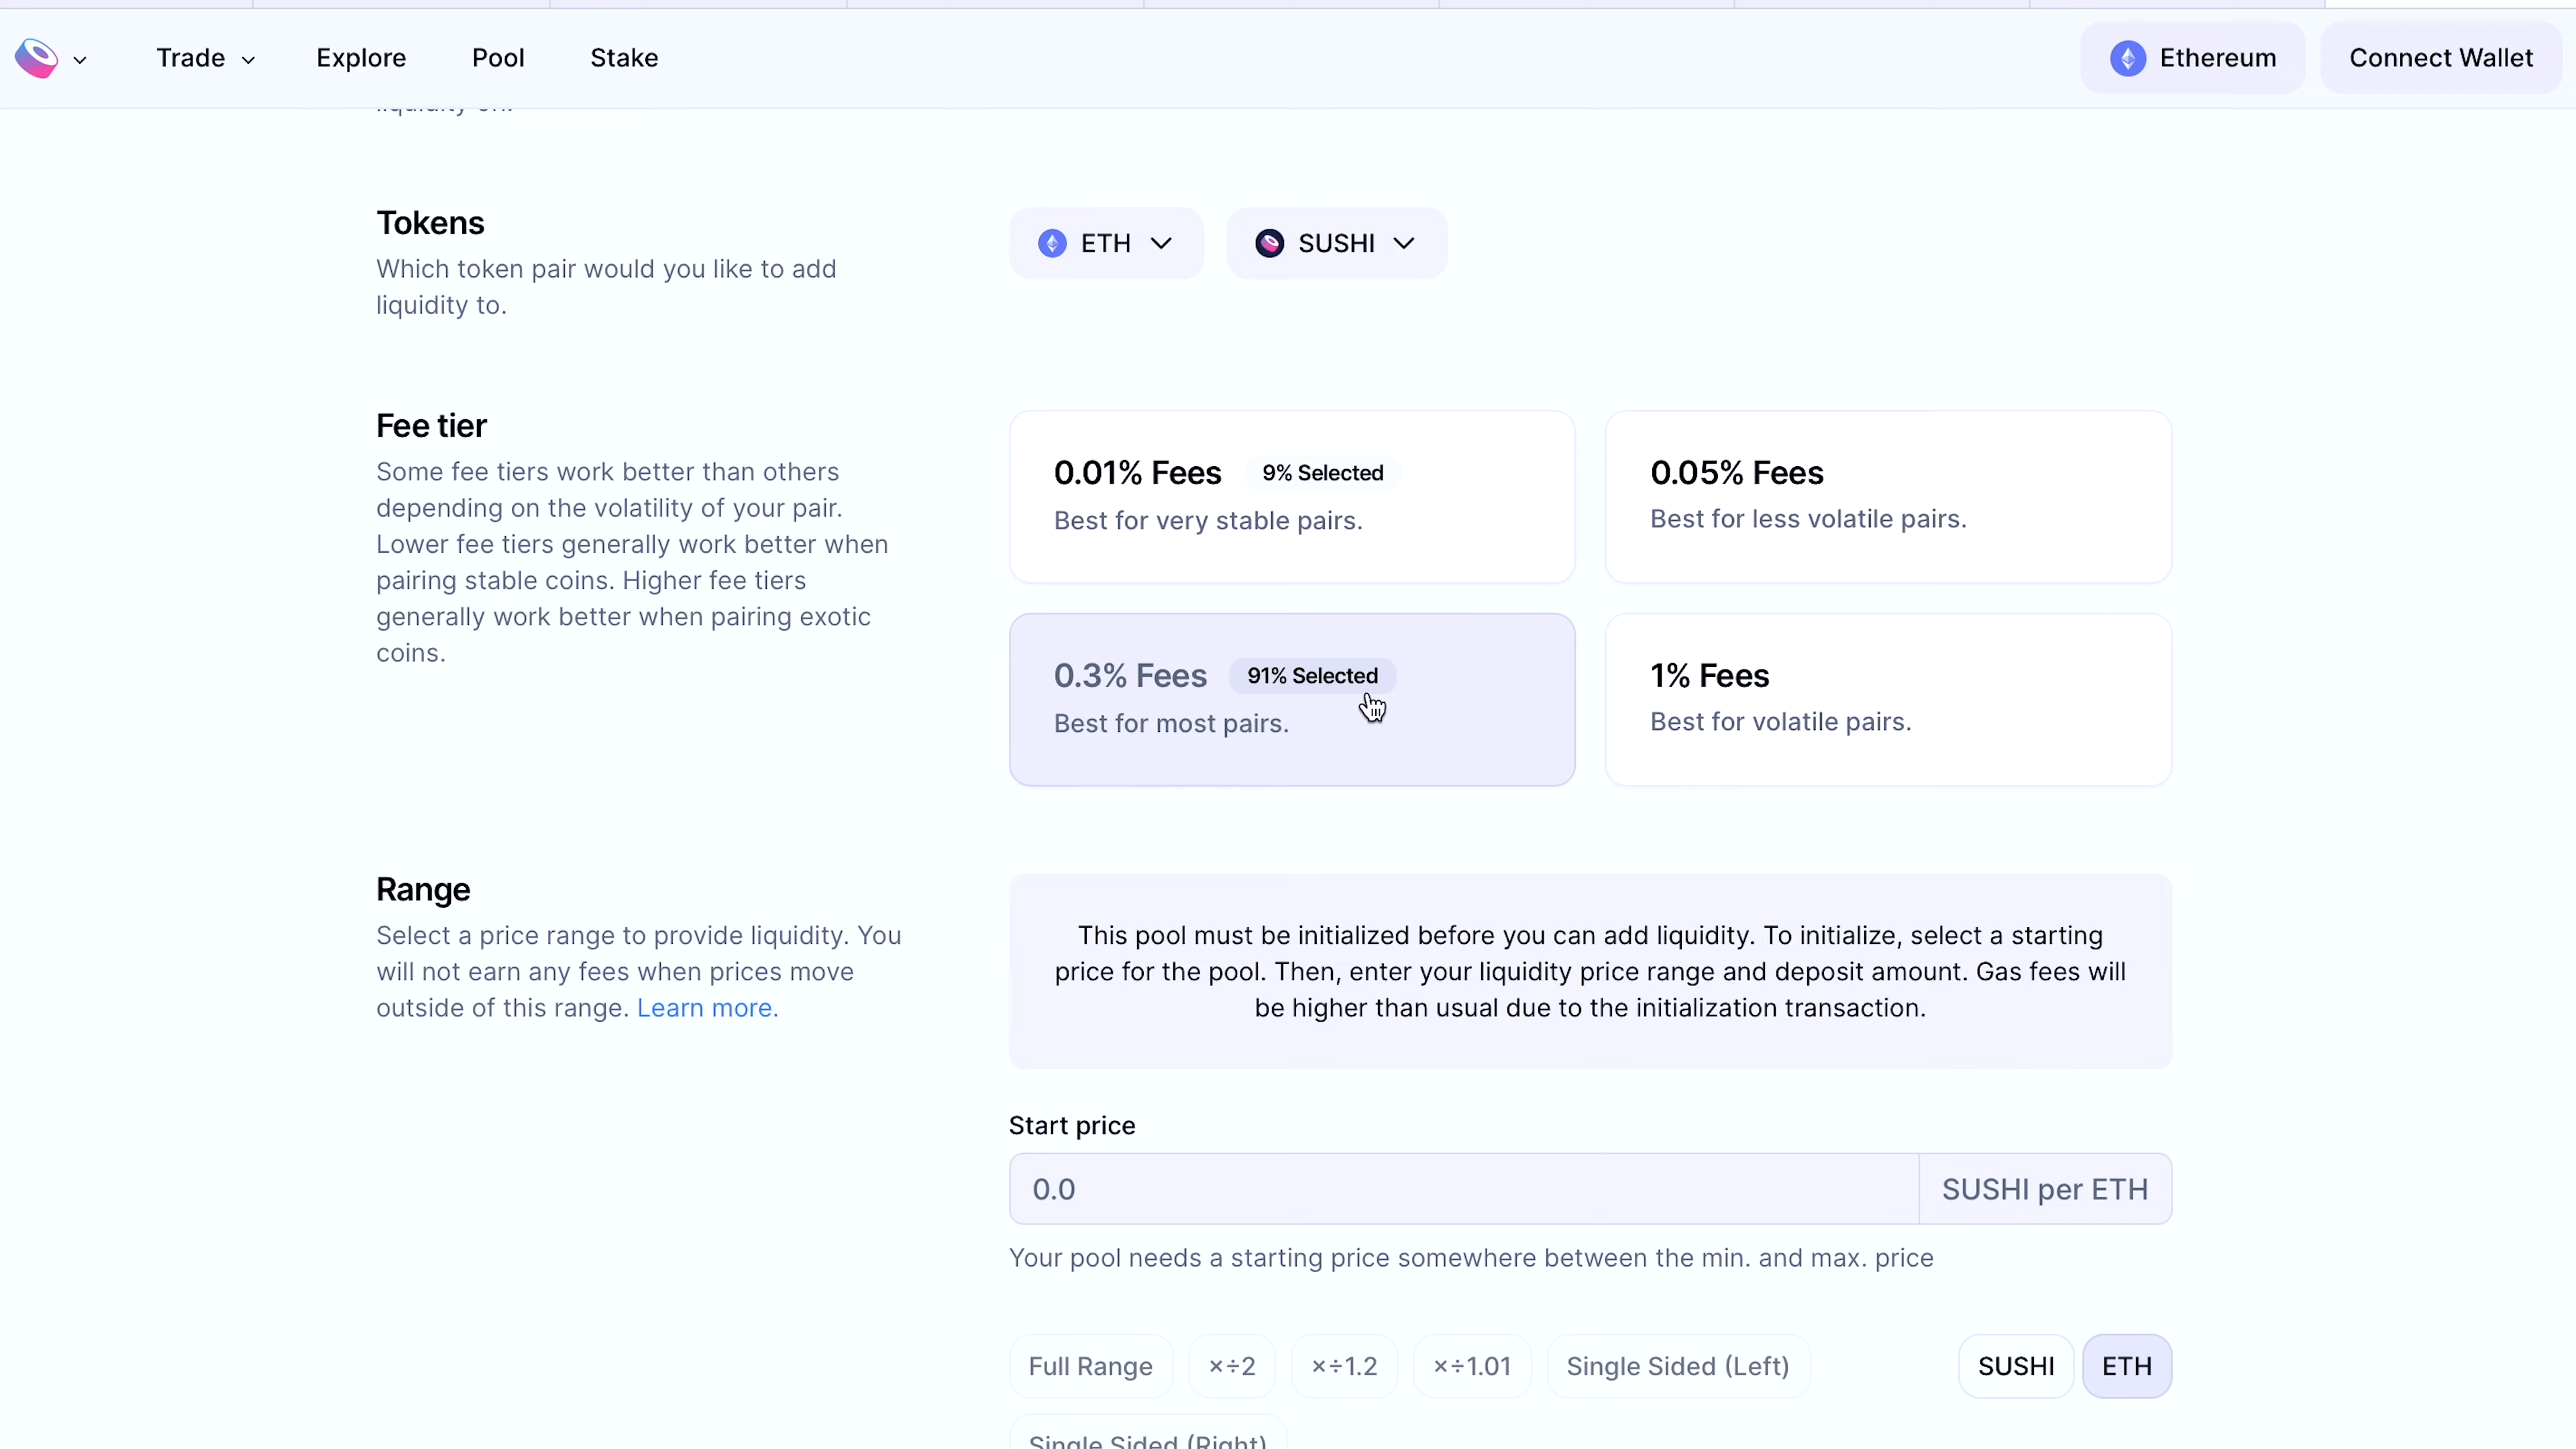 Trade
Explore
Pool
Stake
Ethereum
Connect Wallet
liquidity on.
Tokens
Which token pair would you like to add
liquidity to.
ETH
SUSHI
Fee tier
Some fee tiers work better than others
depending on the volatility of your pair.
Lower fee tiers generally work better when
pairing stable coins. Higher fee tiers
generally work better when pairing exotic
coins.
0.01% Fees 9% Selected
Best for very stable pairs.
0.05% Fees
Best for less volatile pairs.
0.3% Fees 91% Selected
Best for most pairs.
1% Fees
Best for volatile pairs.
Range
Select a price range to provide liquidity. You
will not earn any fees when prices move
outside of this range. Learn more.
This pool must be initialized before you can add liquidity. To initialize, select a starting
price for the pool. Then, enter your liquidity price range and deposit amount. Gas fees will
be higher than usual due to the initialization transaction.
Start price
0.0
SUSHI per ETH
Your pool needs a starting price somewhere between the min. and max. price
Full Range
×÷2
×÷1.2
×÷1.01
Single Sided (Left)
SUSHI
ETH
Single Sided (Right)